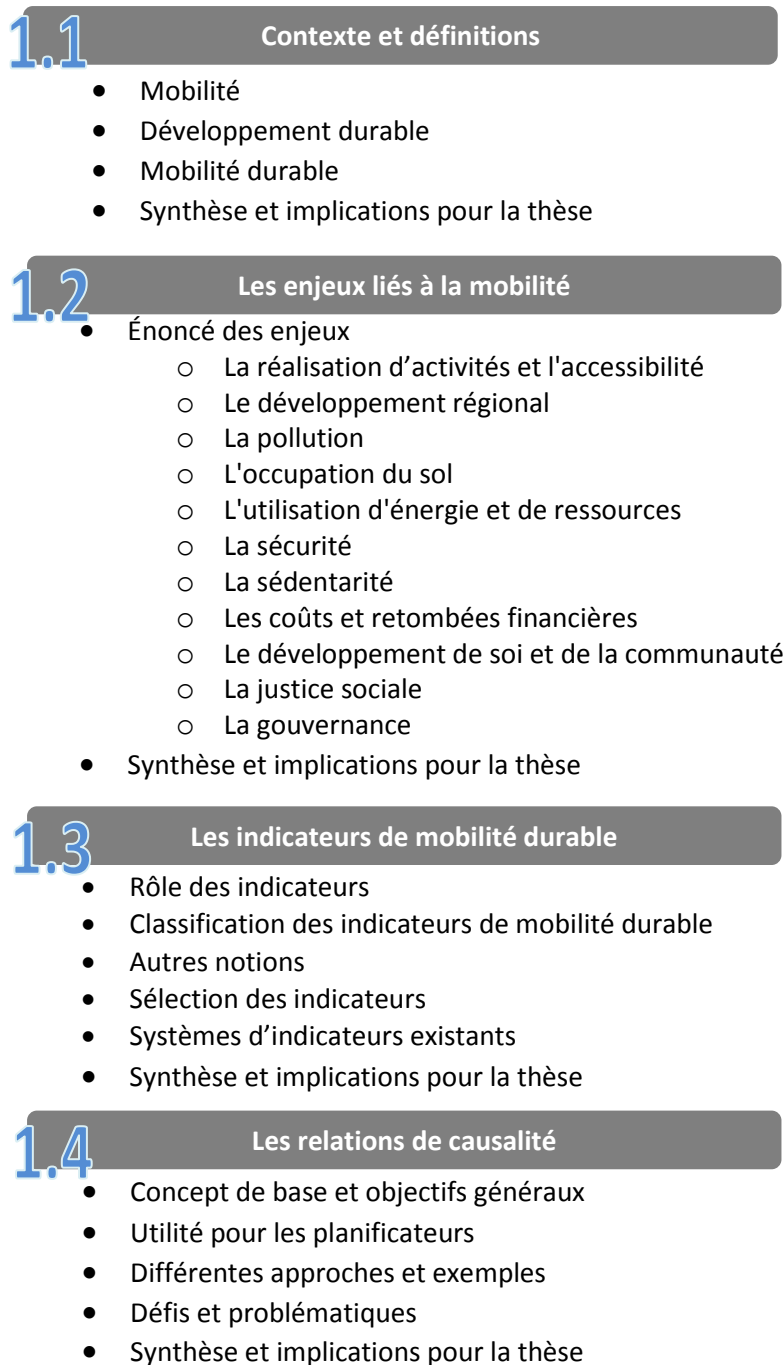 1.1 Contexte et définitions
• Mobilité
• Développement durable
• Mobilité durable
• Synthèse et implications pour la thèse
1.2 Les enjeux liés à la mobilité
• Énoncé des enjeux
o La réalisation d’activités et l'accessibilité
o Le développement régional
o La pollution
o L'occupation du sol
o L'utilisation d'énergie et de ressources
o La sécurité
o La sédentarité
o Les coûts et retombées financières
o Le développement de soi et de la communauté
o La justice sociale
o La gouvernance
• Synthèse et implications pour la thèse
1.3 Les indicateurs de mobilité durable
• Rôle des indicateurs
• Classification des indicateurs de mobilité durable
• Autres notions
• Sélection des indicateurs
• Systèmes d’indicateurs existants
• Synthèse et implications pour la thèse
1.4 Les relations de causalité
• Concept de base et objectifs généraux
• Utilité pour les planificateurs
• Différentes approches et exemples
• Défis et problématiques
• Synthèse et implications pour la thèse